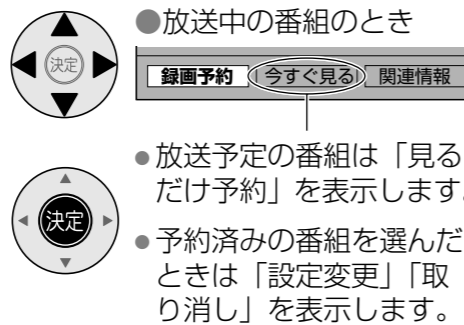 ●放送中の番組のとき
決定
録画予約 今すぐ見る 関連情報
●放送予定の番組は「見る
だけ予約」を表示します。
決定
●予約済みの番組を選んだ
ときは「設定変更」「取
り消し」を表示します。